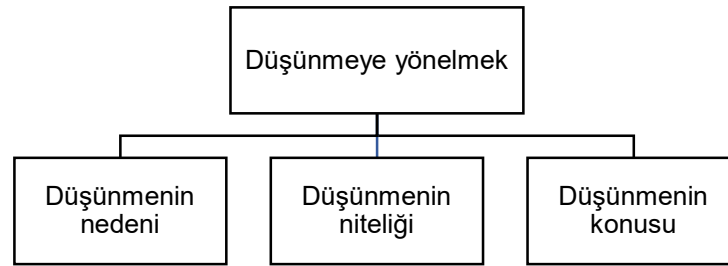 Düşünmeye yönelmek
Düşünmenin
nedeni
Düşünmenin
niteliği
Düşünmenin
konusu